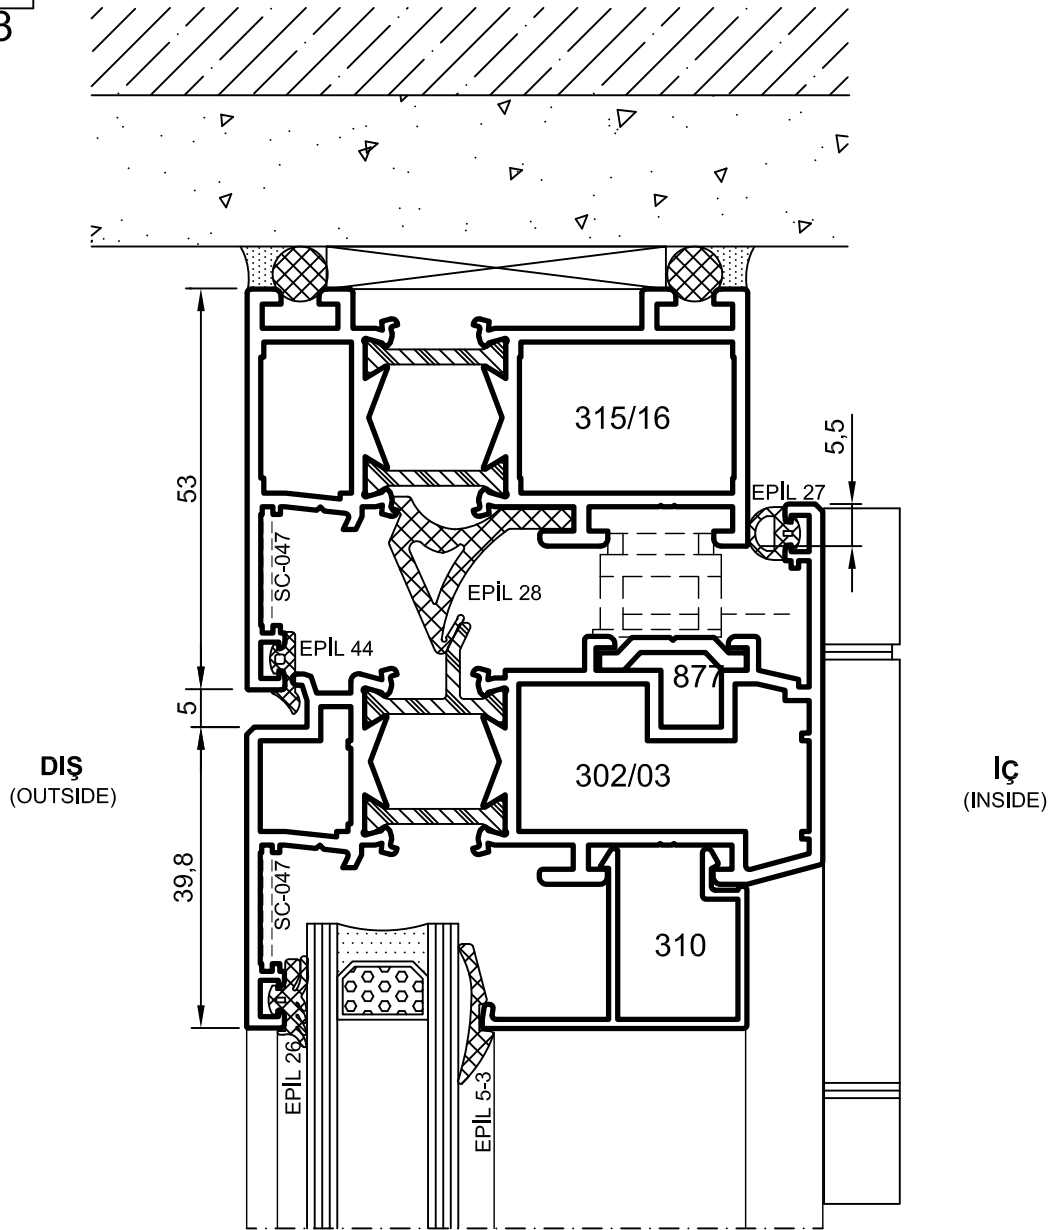 3
315/16
5,5
53
EPİL 27
SC-047
EPİL 28
EPİL 44
877
5
DIŞ
(OUTSIDE)
302/03
İÇ
(INSIDE)
39,8
SC-047
310
EPİL 26
EPİL 5-3